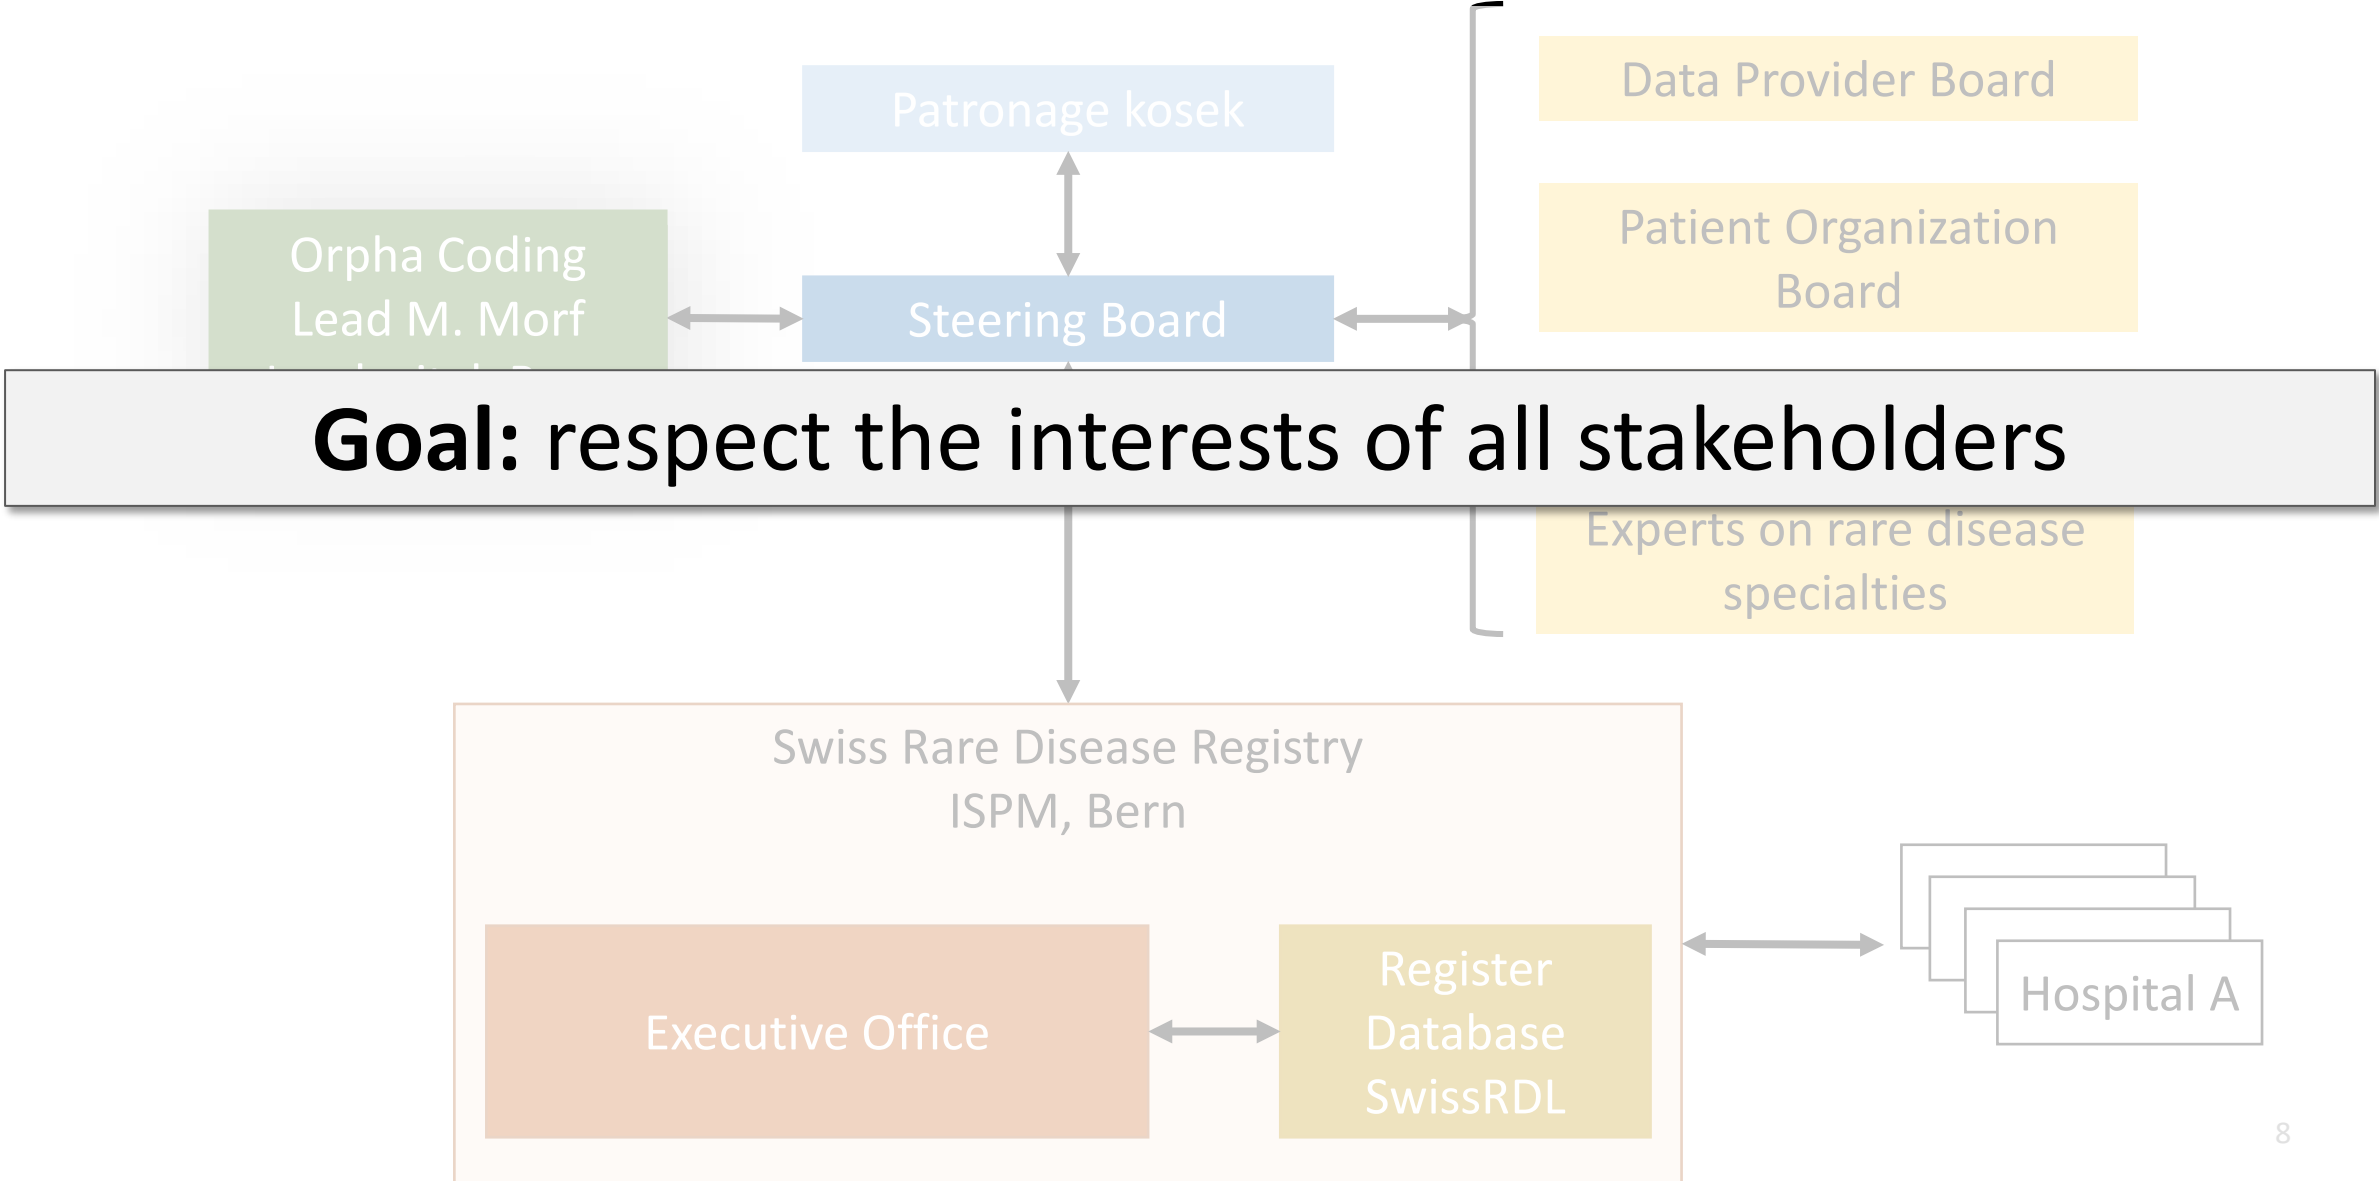 Patronage kosek
Data Provider Board
Patient Organization
Board
Orpha Coding
Lead M. Morf
Steering Board
Goal: respect the interests of all stakeholders
Experts on rare disease
specialties
Swiss Rare Disease Registry
ISPM, Bern
Executive Office
Register
Database
SwissRDL
Hospital A
8